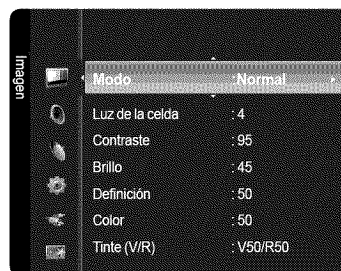 Imagen
Modo :Normal
Luz de la celda : 4
Contraste : 95
Brillo : 45
Definición : 50
Color : 50
Tinte (V/R) : V50/R50